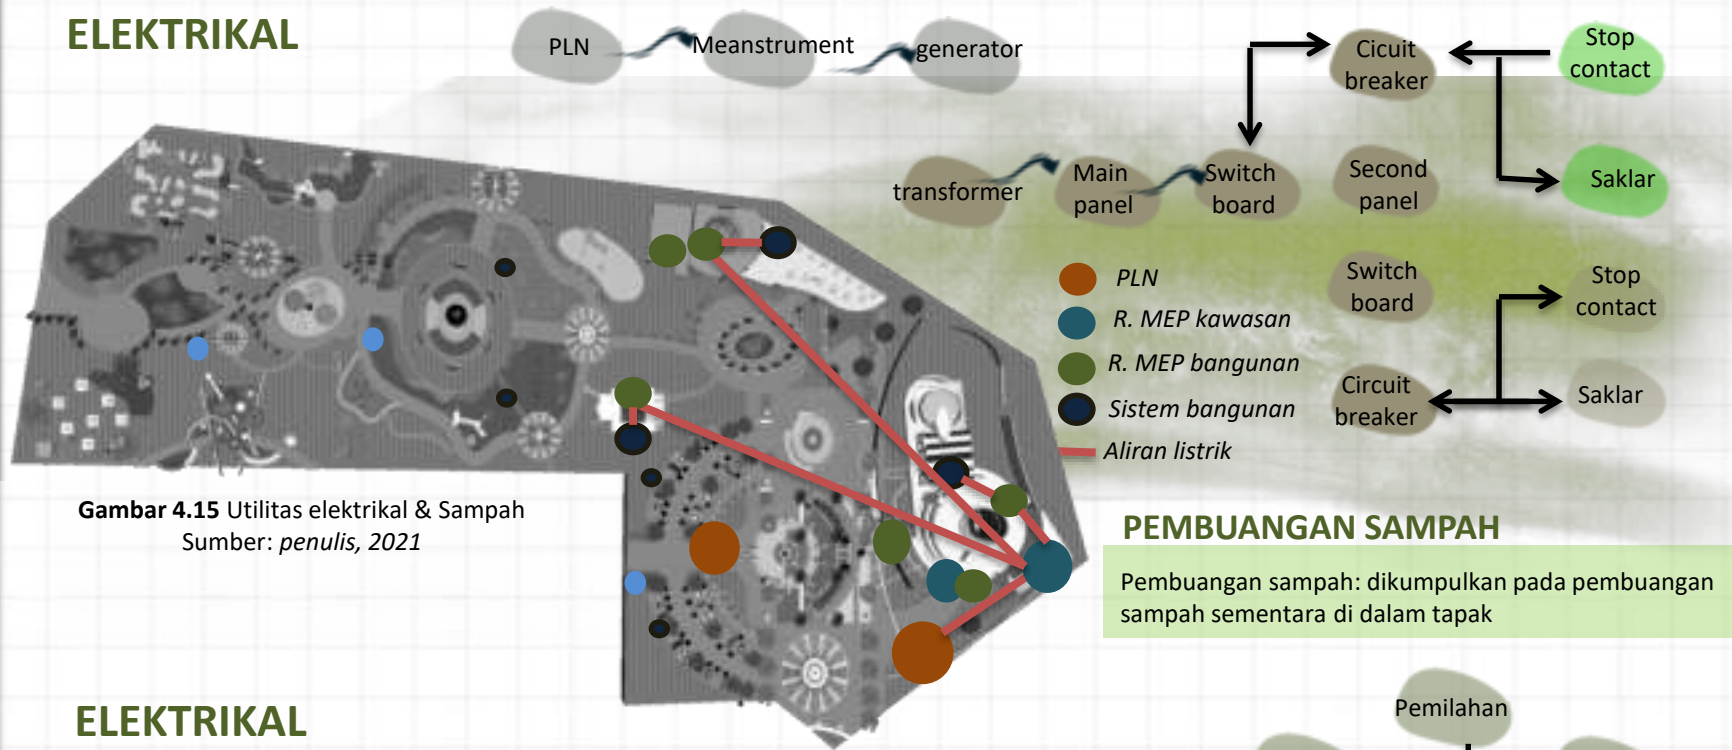 ELEKTRIKAL
PLN
Meanstrument
generator
Cicuit
breaker
Stop
contact
transformer
Main
panel
Switch
board
Second
panel
Saklar
Switch
board
Stop
contact
Circuit
breaker
Saklar
PLN
R. MEP kawasan
R. MEP bangunan
Sistem bangunan
Aliran listrik
Gambar 4.15 Utilitas elektrikal & Sampah
Sumber: penulis, 2021
PEMBUANGAN SAMPAH
Pembuangan sampah: dikumpulkan pada pembuangan
sampah sementara di dalam tapak
Pemilahan
ELEKTRIKAL